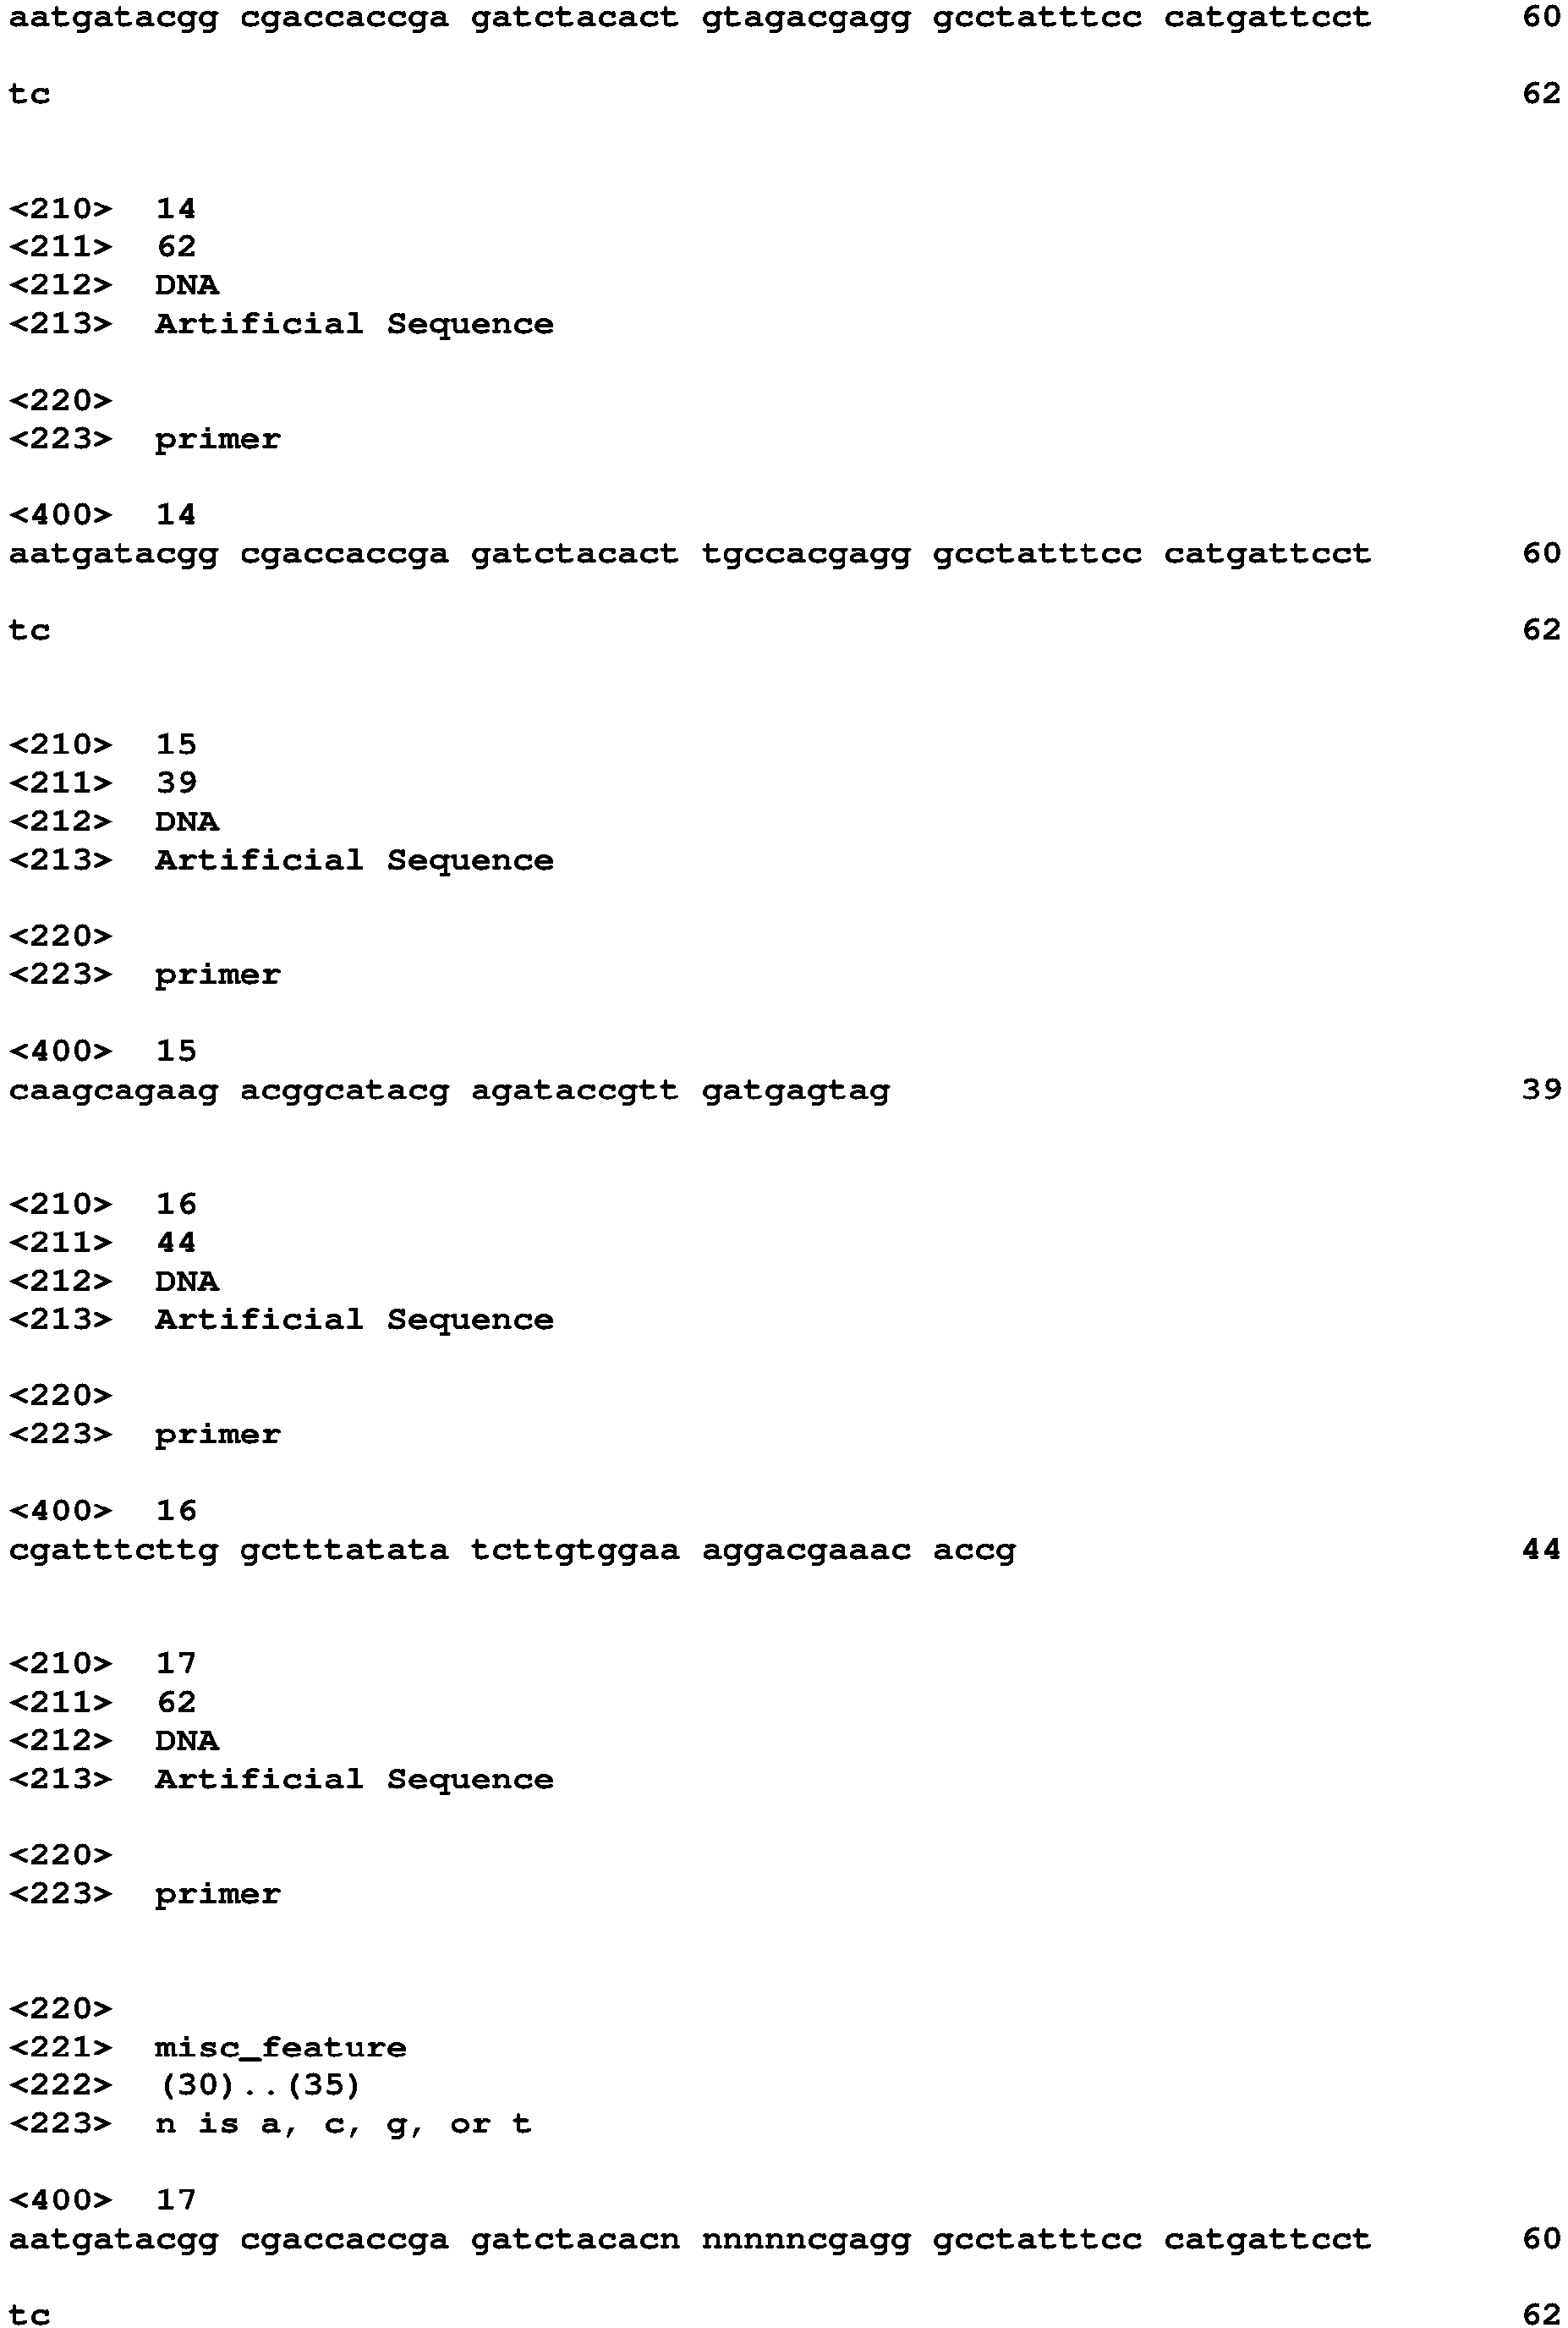 aatgatacgg cgaccaccga gatctacact gtagacgagg gcctatttcc catgattcct 60
tc 62
<210> 14
<211> 62
<212> DNA
<213> Artificial Sequence
<220>
<223> primer
<400> 14
aatgatacgg cgaccaccga gatctacact tgccacgagg gcctatttcc catgattcct 60
tc 62
<210> 15
<211> 39
<212> DNA
<213> Artificial Sequence
<220>
<223> primer
<400> 15
caagcagaag acggcatacg agataccgtt gatgagtag 39
<210> 16
<211> 44
<212> DNA
<213> Artificial Sequence
<220>
<223> primer
<400> 16
cgatttcttg gctttatata tcttgtggaa aggacgaaac accg 44
<210> 17
<211> 62
<212> DNA
<213> Artificial Sequence
<220>
<223> primer
<220>
<221> misc_feature
<222> (30)..(35)
<223> n is a, c, g, or t
<400> 17
aatgatacgg cgaccaccga gatctacacn nnnnncgagg gcctatttcc catgattcct 60
tc 62